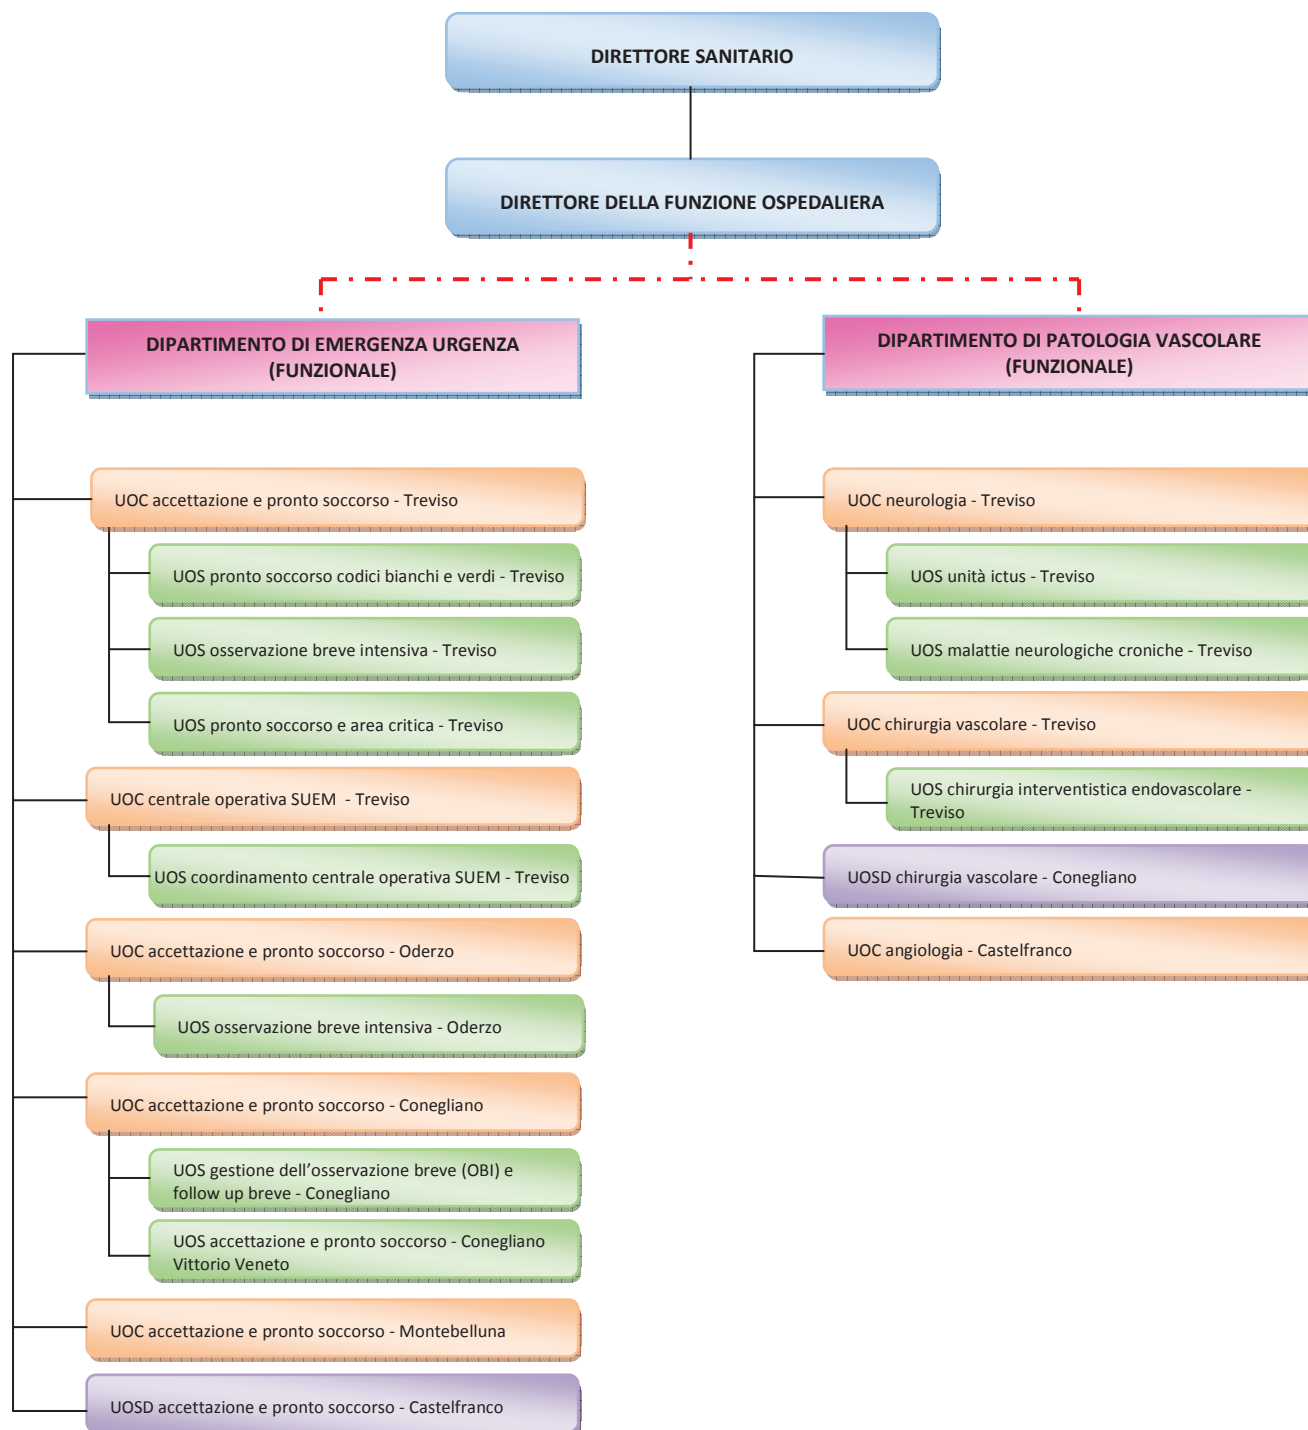 DIRETTORE SANITARIO
DIRETTORE DELLA FUNZIONE OSPEDALIERA
DIPARTIMENTO DI EMERGENZA URGENZA
(FUNZIONALE)
UOC accettazione e pronto soccorso - Treviso
UOS pronto soccorso codici bianchi e verdi - Treviso
UOS osservazione breve intensiva - Treviso
UOS pronto soccorso e area critica - Treviso
UOC centrale operativa SUEM - Treviso
UOS coordinamento centrale operativa SUEM - Treviso
UOC accettazione e pronto soccorso - Oderzo
UOS osservazione breve intensiva - Oderzo
UOC accettazione e pronto soccorso - Conegliano
UOS gestione dell’osservazione breve (OBI) e
follow up breve - Conegliano
UOS accettazione e pronto soccorso - Conegliano
Vittorio Veneto
UOC accettazione e pronto soccorso - Montebelluna
UOSD accettazione e pronto soccorso - Castelfranco
DIPARTIMENTO DI PATOLOGIA VASCOLARE
(FUNZIONALE)
UOC neurologia - Treviso
UOS unità ictus - Treviso
UOS malattie neurologiche croniche - Treviso
UOC chirurgia vascolare - Treviso
UOS chirurgia interventistica endovascolare -
Treviso
UOSD chirurgia vascolare - Conegliano
UOC angiologia - Castelfranco